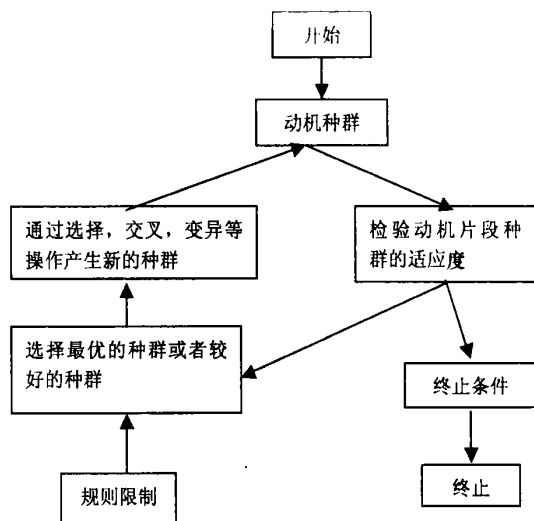 开始
动机种群
通过选择，交叉，变异等
操作产生新的种群
检验动机片段种
群的适应度
选择最优的种群或者较
好的种群
终止条件
规则限制
终止